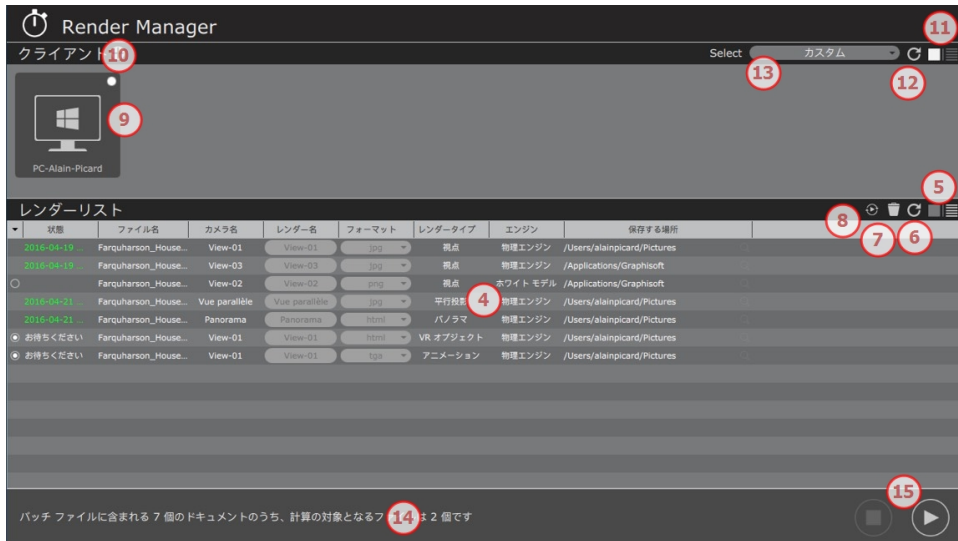 Render Manager
11
クライアント
10
Select
カスタム
13
12
9
PC-Alain-Picard
5
レンダーリスト
8
7
6
状態 ファイル名 カメラ名 レンダー名 フォーマット レンダータイプ エンジン 保存する場所
2016-04-19 ... Farquharson_House... View-01 View-01 jpg 視点 物理エンジン /Users/alainpicard/Pictures
2016-04-19 ... Farquharson_House... View-03 View-03 jpg 視点 物理エンジン /Applications/Graphisoft
Farquharson_House... View-02 View-02 png 視点 ホワイト モデル /Applications/Graphisoft
2016-04-21 ... Farquharson_House... Vue parallèle Vue parallèle jpg 平行投影 4 物理エンジン /Users/alainpicard/Pictures
2016-04-21 ... Farquharson_House... Panorama Panorama html パノラマ 物理エンジン /Users/alainpicard/Pictures
お待ちください Farquharson_House... View-01 View-01 html VR オブジェクト 物理エンジン /Users/alainpicard/Pictures
お待ちください Farquharson_House... View-01 View-01 tga アニメーション 物理エンジン /Users/alainpicard/Pictures
15
バッチ ファイルに含まれる 7 個のドキュメントのうち、計算の対象となるフ 14 は 2 個です